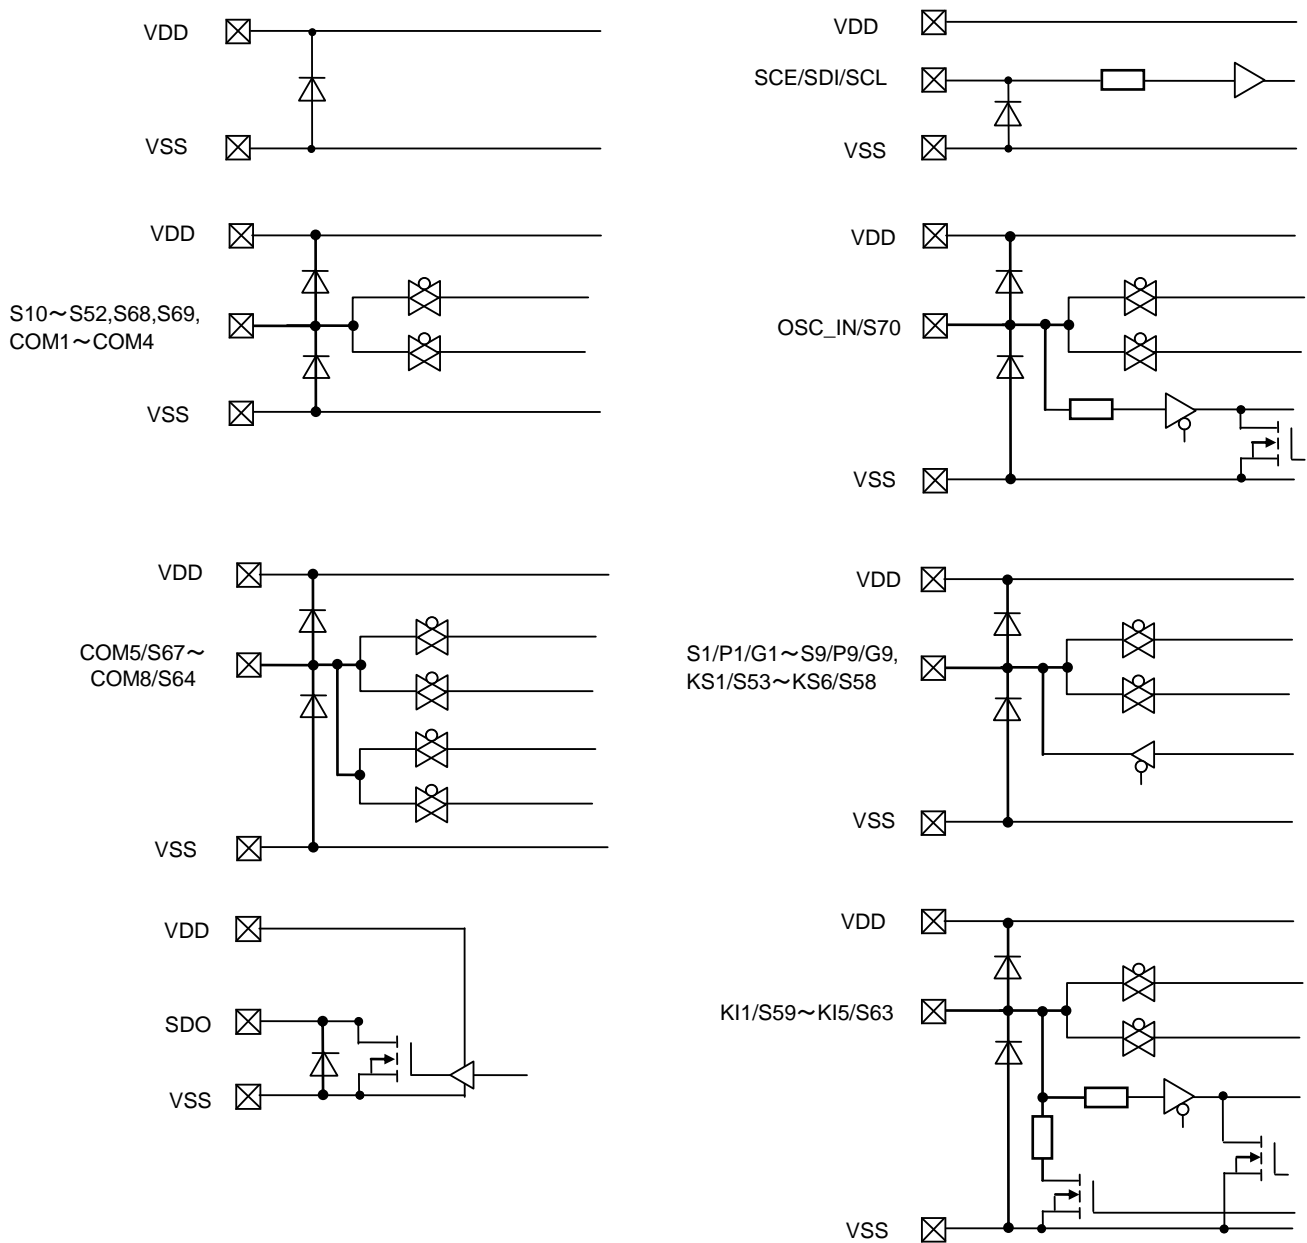 VDD
VSS
VDD
SCE/SDI/SCL
VSS
VDD
S10～S52,S68,S69,
COM1～COM4
VSS
VDD
OSC_IN/S70
VSS
VDD
COM5/S67～
COM8/S64
VSS
VDD
S1/P1/G1～S9/P9/G9,
KS1/S53～KS6/S58
VSS
VDD
SDO
VSS
VDD
KI1/S59～KI5/S63
VSS